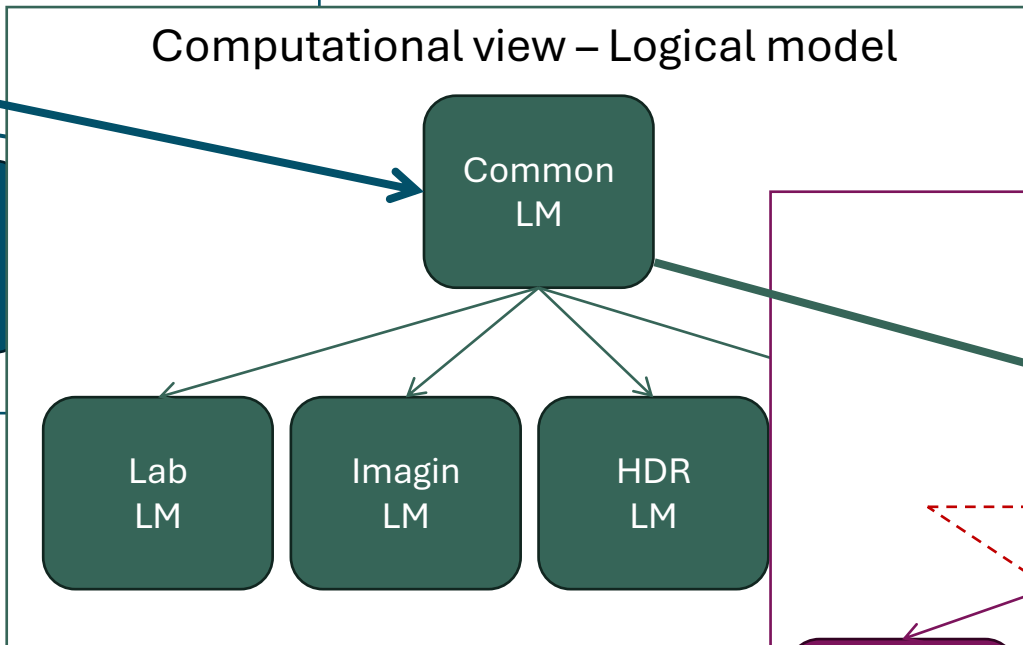 Computational view – Logical model
Common
LM
Lab
LM
Imagin
LM
HDR
LM